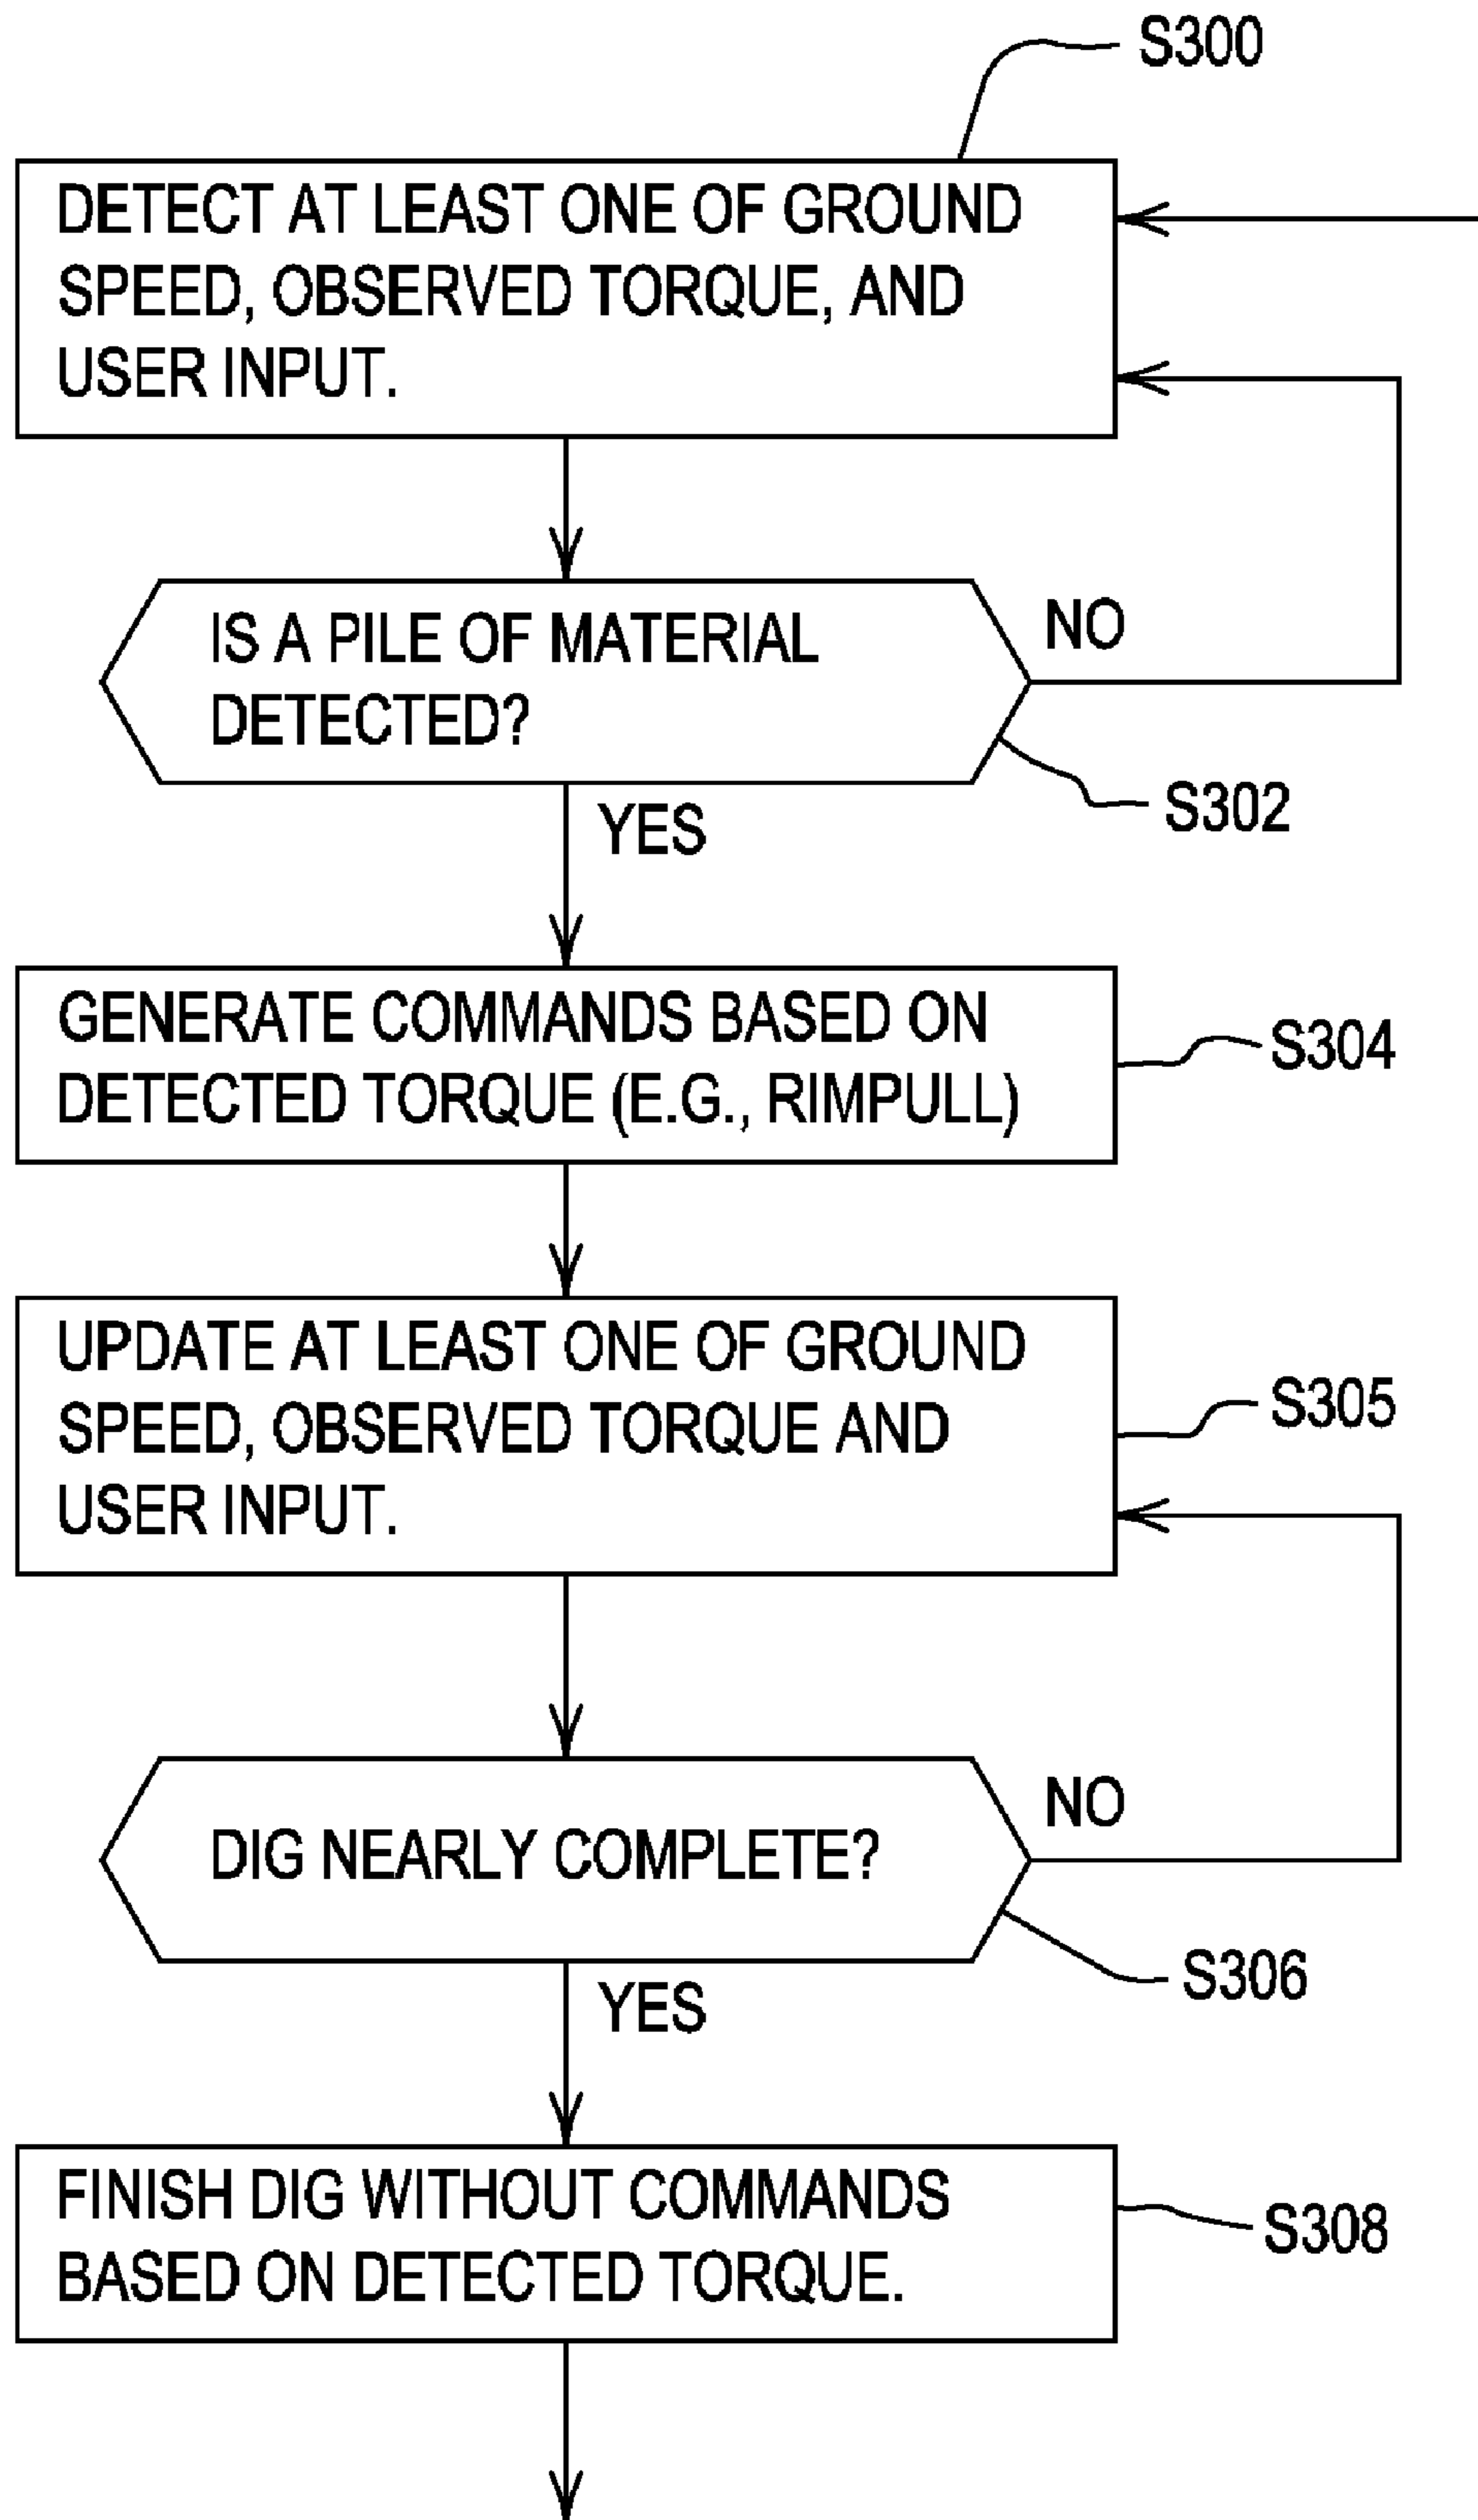 S300
DETECT AT LEAST ONE OF GROUND
SPEED, OBSERVED TORQUE, AND
USER INPUT.
IS A PILE OF MATERIAL
DETECTED?
NO
S302
YES
GENERATE COMMANDS BASED ON
DETECTED TORQUE (E.G., RIMPULL)
S304
UPDATE AT LEAST ONE OF GROUND
SPEED, OBSERVED TORQUE AND
USER INPUT.
S305
DIG NEARLY COMPLETE?
NO
S306
YES
FINISH DIG WITHOUT COMMANDS
BASED ON DETECTED TORQUE.
S308